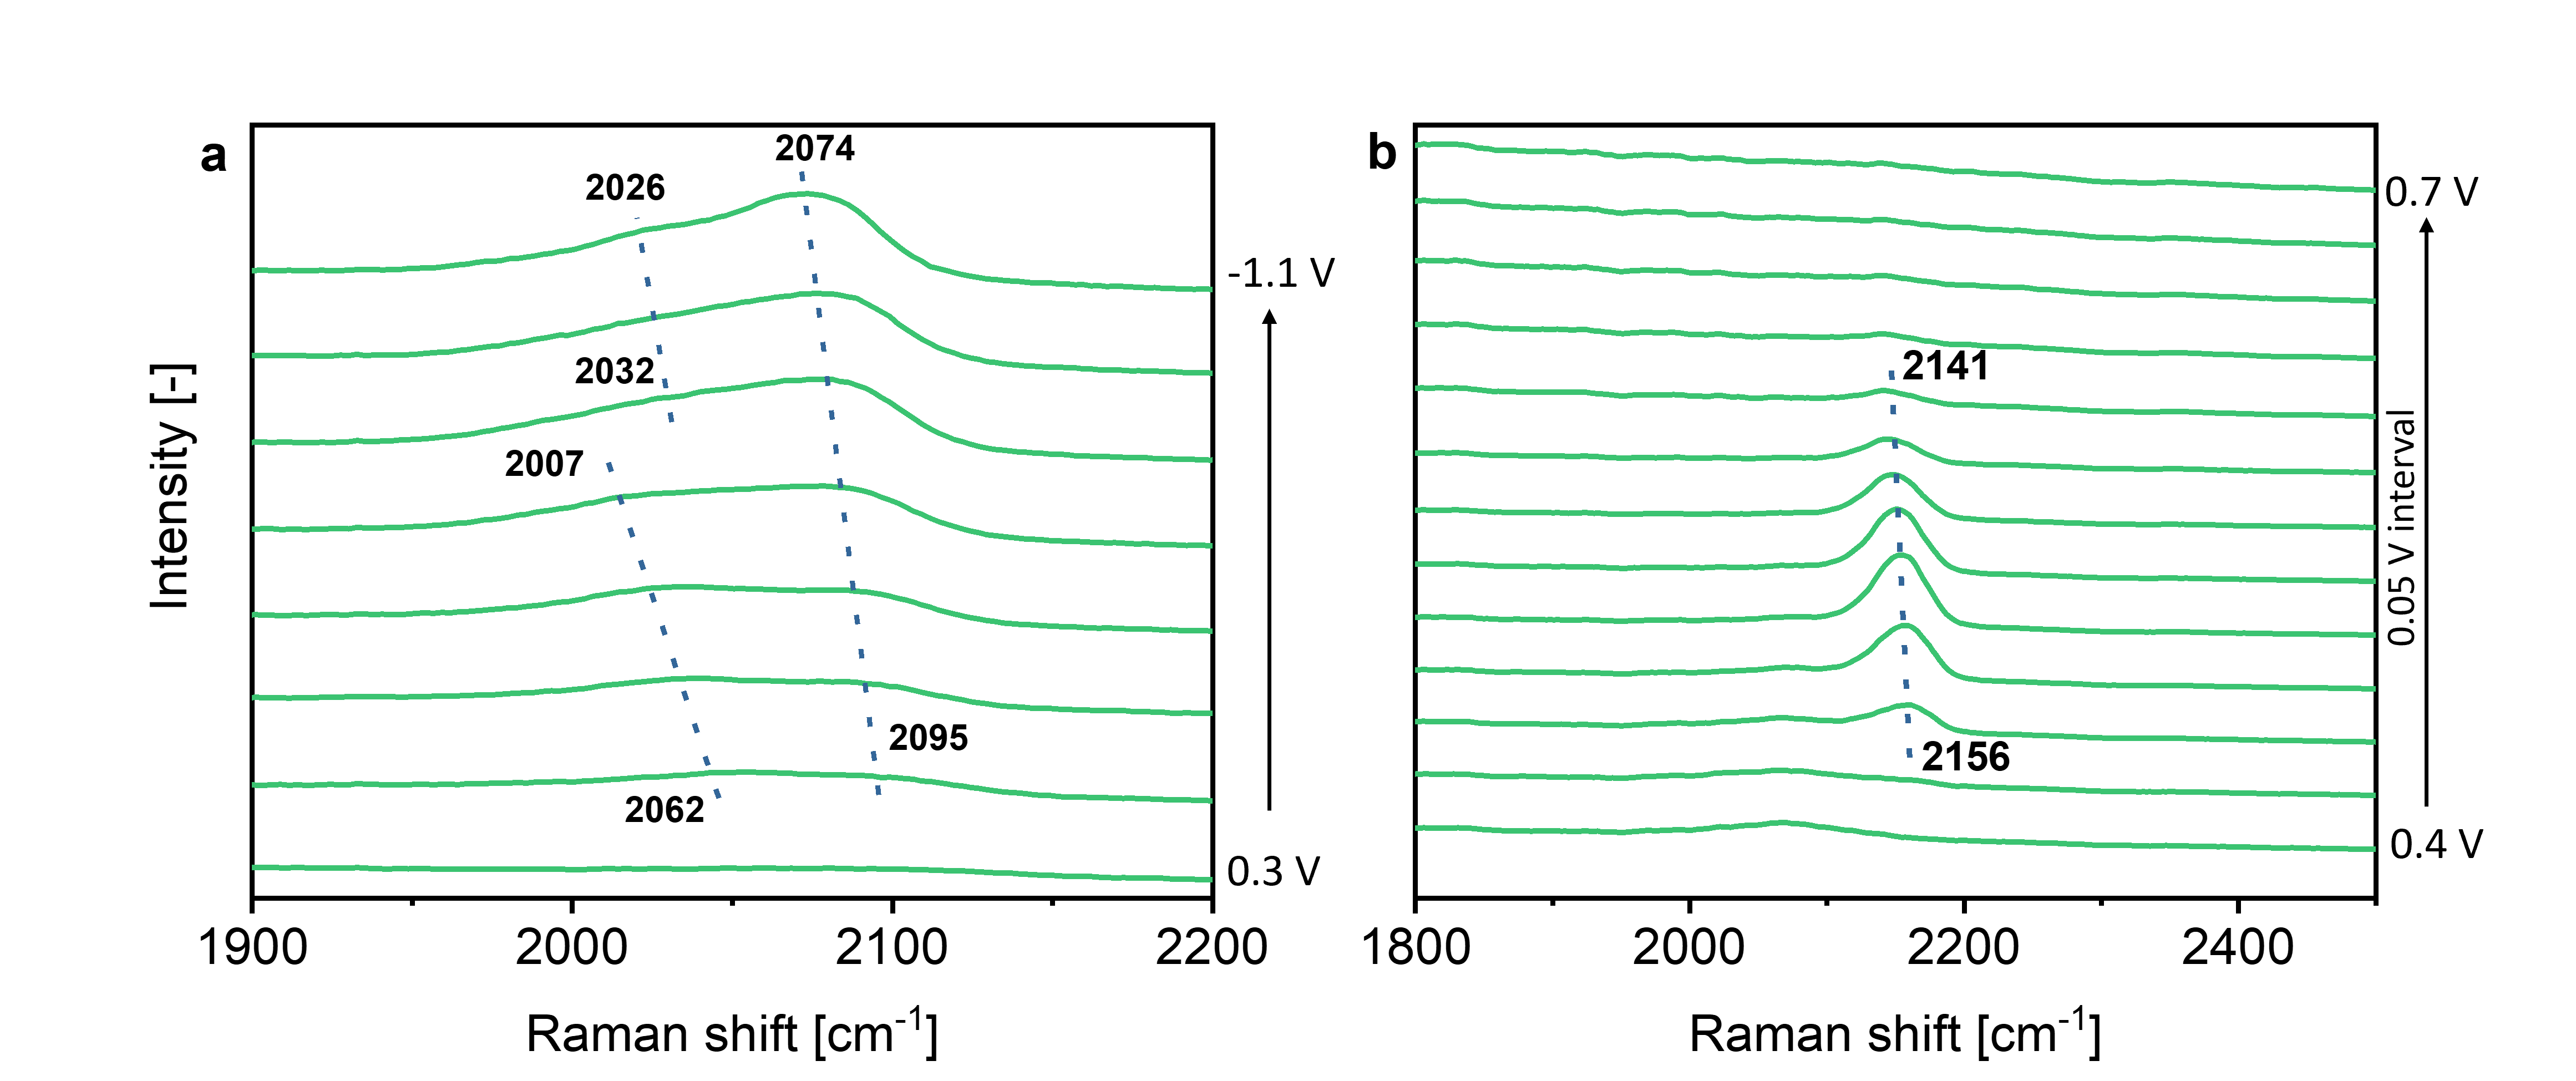 a
2074
2026
-1.1 V
2032
2007
2095
2062
0.3 V
Intensity [-]
1900 2000 2100 2200
Raman shift [cm⁻¹]
b
0.7 V
2141
0.05 V interval
2156
0.4 V
1800 2000 2200 2400
Raman shift [cm⁻¹]